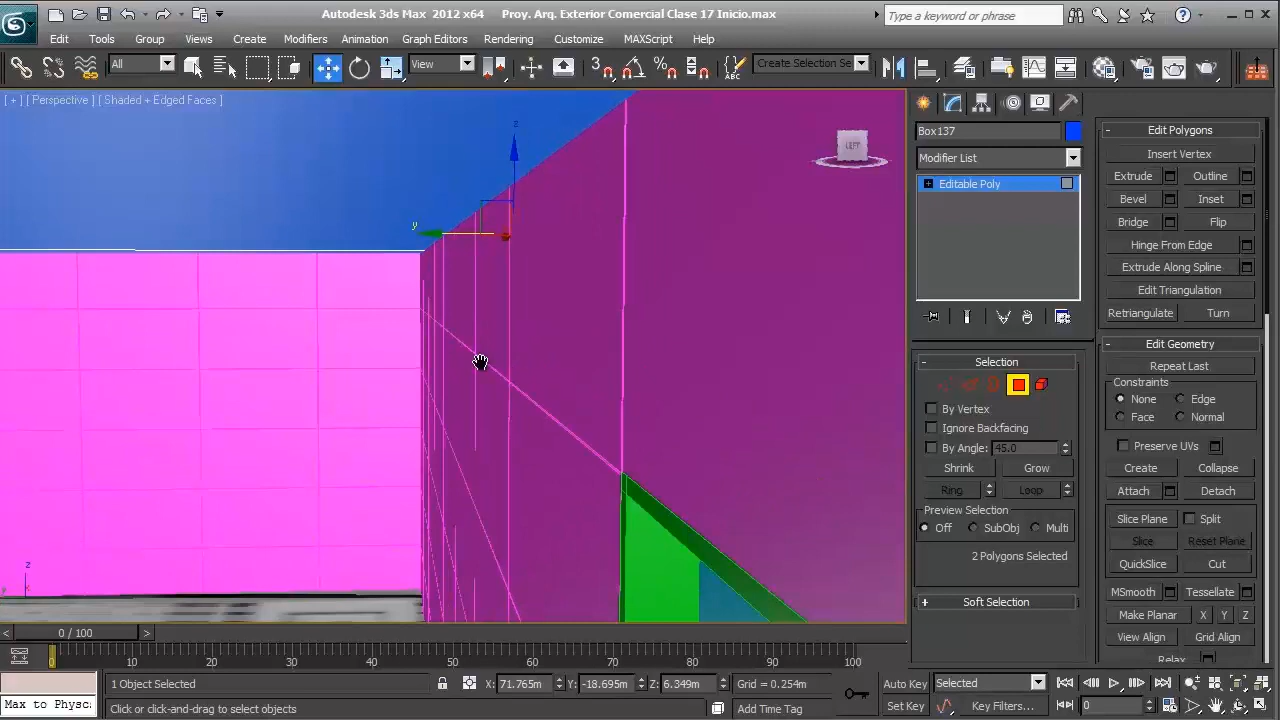 Autodesk 3ds Max 2012 x64 Proy. Arq. Exterior Comercial Clase 17 Inicio.max
Type a keyword or phrase
Edit Tools Group Views Create Modifiers Animation Graph Editors Rendering Customize MAXScript Help
All View Create Selection Se
[ + ] [ Perspective ] [ Shaded + Edged Faces ]
z
y
LEFT
Box137
Modifier List
Editable Poly
Edit Polygons
Insert Vertex
Extrude Outline
Bevel Inset
Bridge Flip
Hinge From Edge
Extrude Along Spline
Edit Triangulation
Retriangulate Turn
Edit Geometry
Repeat Last
Constraints
None Edge
Face Normal
Preserve UVs
Create Collapse
Attach Detach
Slice Plane Split
Slice Reset Plane
QuickSlice Cut
MSmooth Tessellate
Make Planar X Y Z
View Align Grid Align
Relax
Selection
By Vertex
Ignore Backfacing
By Angle: 45.0
Shrink Grow
Ring Loop
Preview Selection
Off SubObj Multi
2 Polygons Selected
Soft Selection
z
y x
< 0 / 100 >
0 10 20 30 40 50 60 70 80 90 100
1 Object Selected X: 71.765m Y: -18.695m Z: 6.349m Grid = 0.254m Auto Key Selected
Max to Physc Click or click-and-drag to select objects Add Time Tag Set Key Key Filters... 0